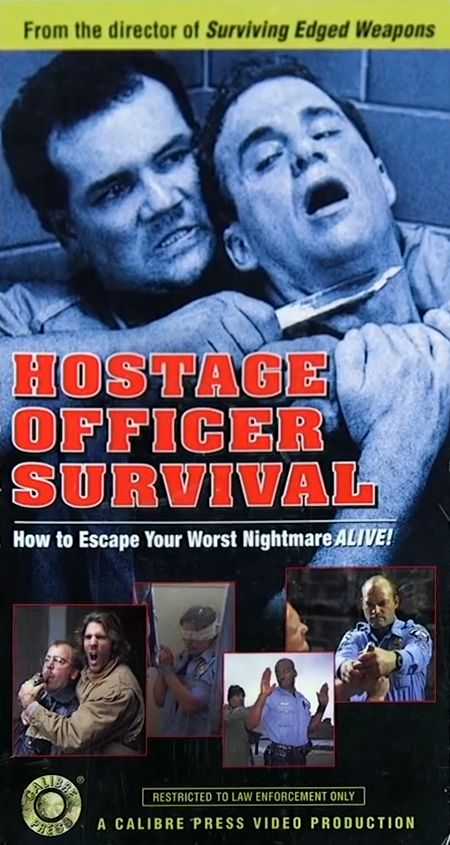 From the director of Surviving Edged Weapons
HOSTAGE
OFFICER
SURVIVAL
How to Escape Your Worst Nightmare ALIVE!
CALIBRE
PRESS
®
RESTRICTED TO LAW ENFORCEMENT ONLY
A CALIBRE PRESS VIDEO PRODUCTION